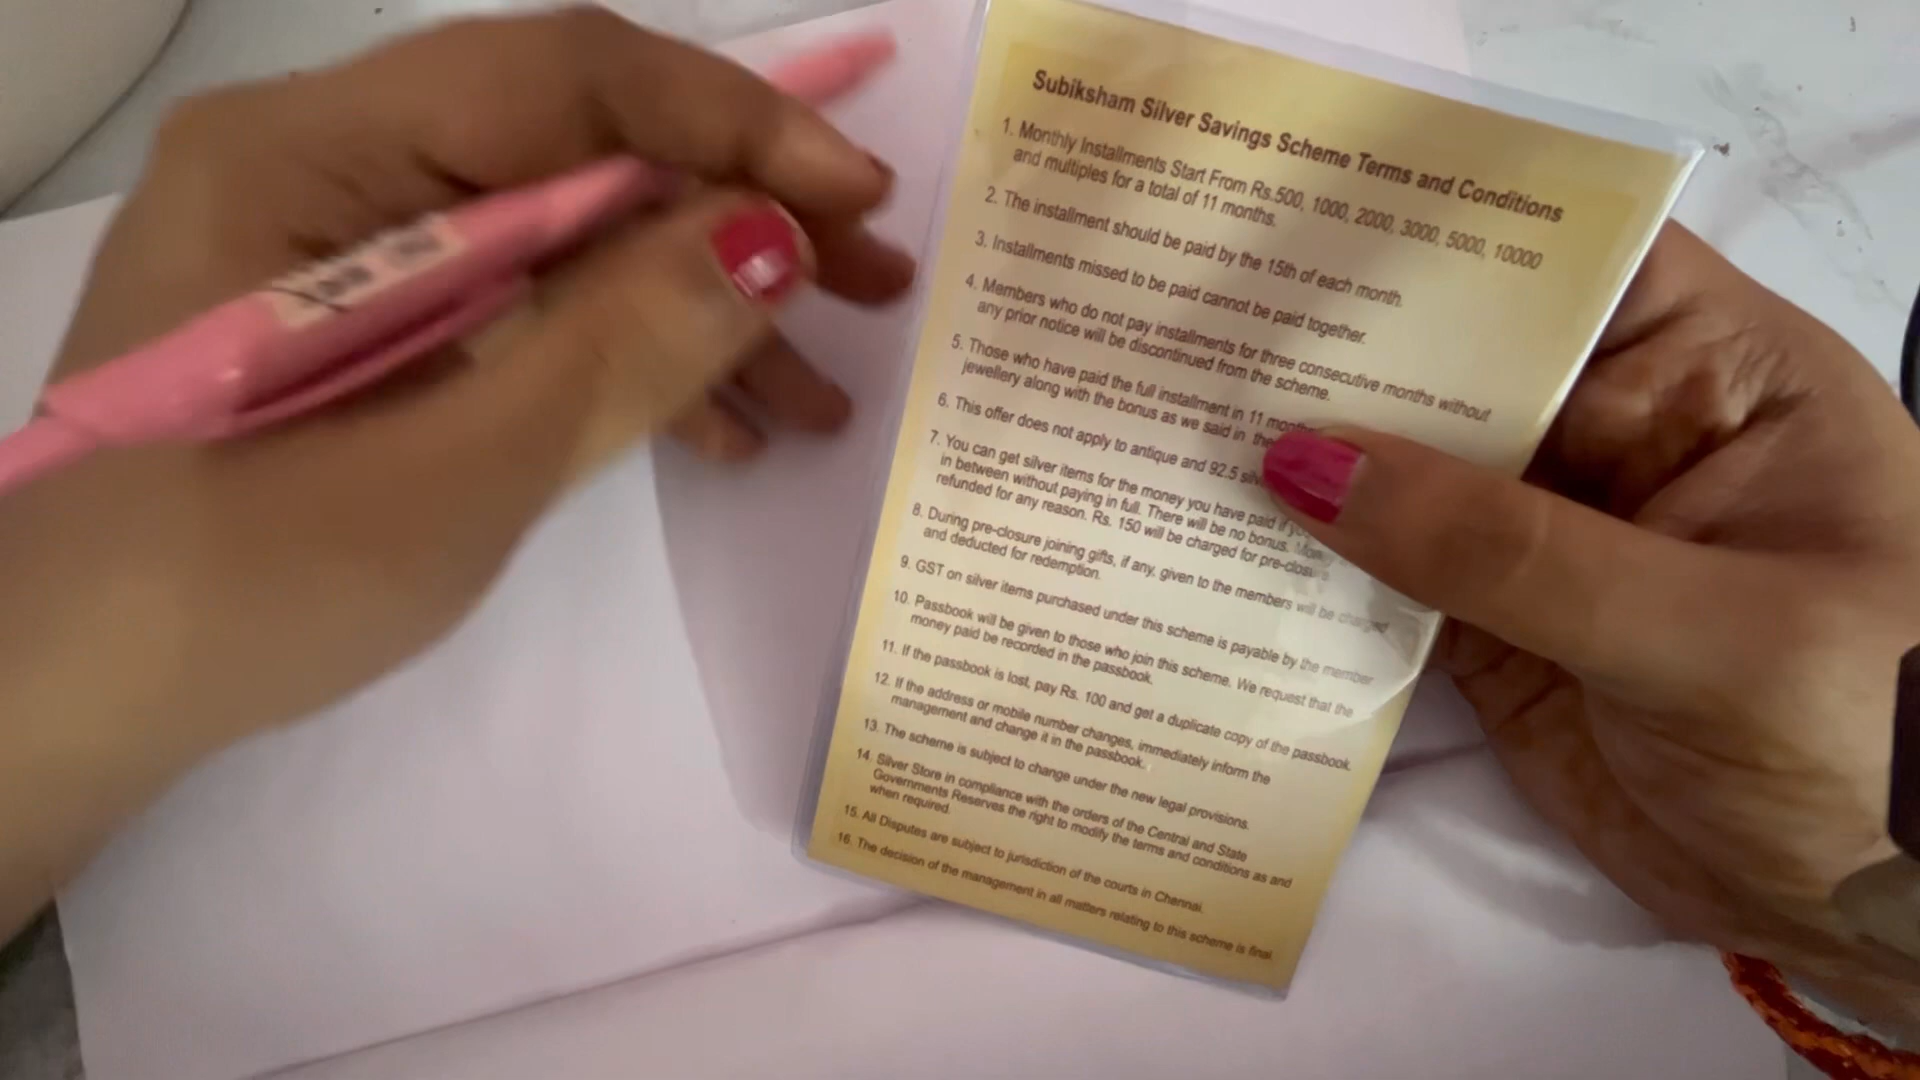 Subiksham Silver Savings Scheme Terms and Conditions
1. Monthly Installments Start From Rs.500, 1000, 2000, 3000, 5000, 10000
and multiples for a total of 11 months.
2. The installment should be paid by the 15th of each month.
3. Installments missed to be paid cannot be paid together.
4. Members who do not pay installments for three consecutive months without
any prior notice will be discontinued from the scheme.
5. Those who have paid the full installment in 11
jewellery along with the bonus as we said in the
6. This offer does not apply to antique and 92.5
7. You can get silver items for the money you have paid if
in between without paying in full. There will be no bonus.
refunded for any reason. Rs. 150 will be charged for pre-closure
8. During pre-closure joining gifts, if any, given to the members will be charged
and deducted for redemption.
9. GST on silver items purchased under this scheme is payable by the member
10. Passbook will be given to those who join this scheme. We request that the
money paid be recorded in the passbook.
11. If the passbook is lost, pay Rs. 100 and get a duplicate copy of the passbook.
12. If the address or mobile number changes, immediately inform the
management and change it in the passbook.
13. The scheme is subject to change under the new legal provisions.
14. Silver Store in compliance with the orders of the Central and State
Governments Reserves the right to modify the terms and conditions as and
when required.
15. All Disputes are subject to jurisdiction of the courts in Chennai.
16. The decision of the management in all matters relating to this scheme is final